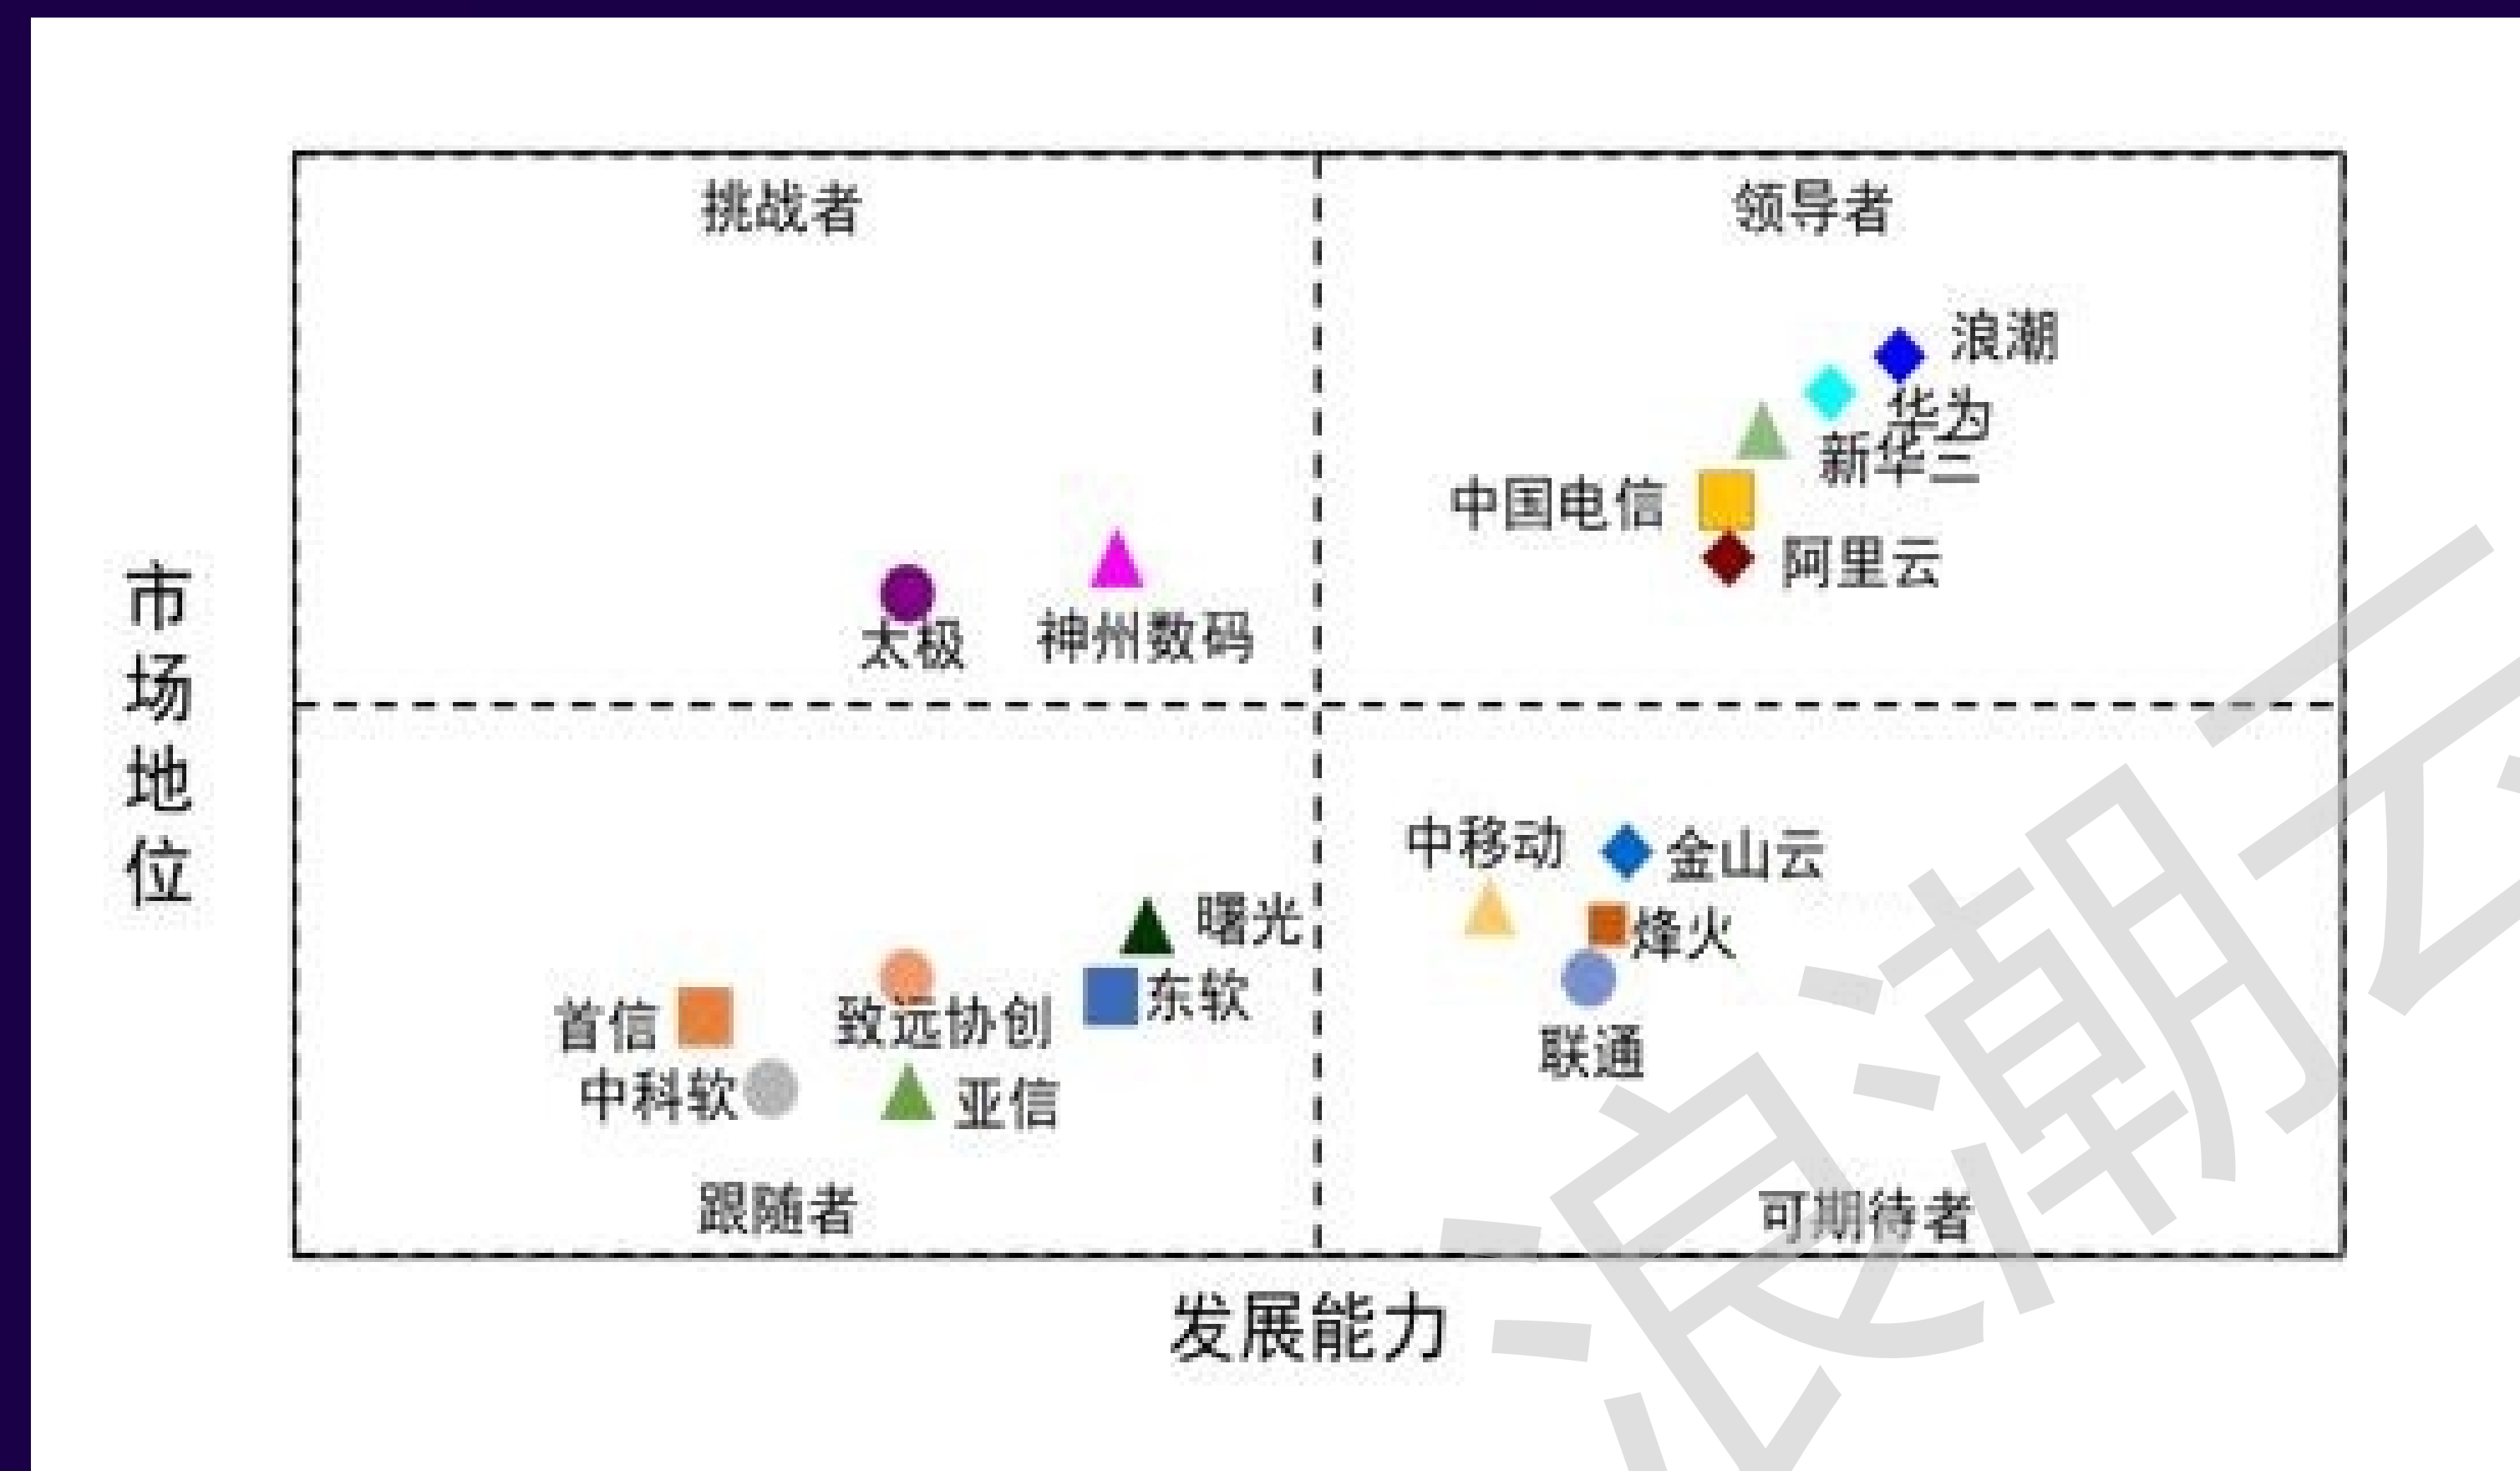 挑战者
领导者
浪潮
华为
新华三
中国电信
阿里云
太极
神州数码
市场地位
中移动
金山云
曙光
烽火
首信
致远协创
东软
联通
中科软
亚信
跟随者
可期待者
发展能力
浪潮云